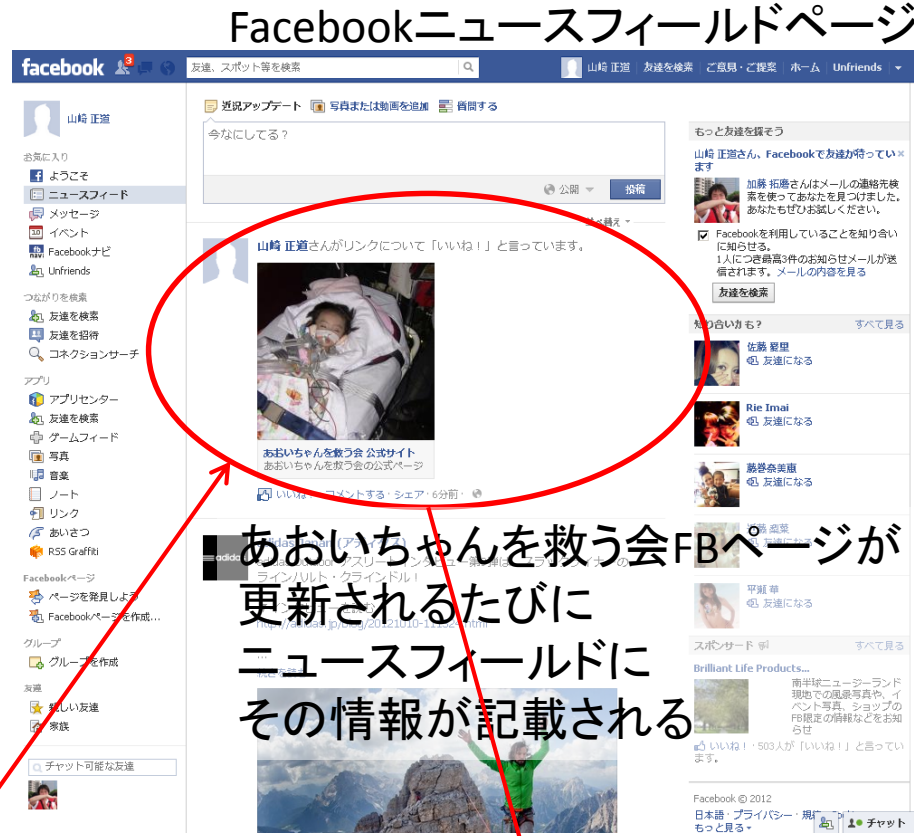 Facebookニュースフィールドページ
facebook
3
友達、スポット等を検索
山崎 正道
友達を検索
ご意見・ご提案
ホーム
Unfriends
山崎 正道
お気に入り
ようこそ
ニュースフィード
メッセージ
イベント
Facebookナビ
Unfriends
つながりを検索
友達を検索
友達を招待
コネクションサーチ
アプリ
アプリセンター
友達を検索
ゲームフィード
写真
音楽
ノート
リンク
あいさつ
RSS Graffiti
Facebookページ
ページを発見しよう
Facebookページを作成...
グループ
グループを作成
友達
親しい友達
家族
チャット可能な友達
近況アップデート
写真または動画を追加
質問する
今なにしてる?
公開
投稿
山崎 正道さんがリンクについて「いいね!」と言っています。
あおいちゃんを救う会 公式サイト
あおいちゃんを救う会の公式ページ
いいね!・コメントする・シェア・6分前・
あおいちゃんを救う会FBページが
更新されるたびに
ニュースフィールドに
その情報が記載される
もっと友達を探そう
山崎 正道さん、Facebookで友達が待ってい
ます
加藤 拓磨さんはメールの連絡先検
索を使ってあなたを見つけました。
あなたもぜひお試しください。
Facebookを利用していることを知り合い
に知らせる。
1人につき最高3件のお知らせメールが送
信されます。メールの内容を見る
友達を検索
知り合いかも?
すべて見る
佐藤 夏里
友達になる
Rie Imai
友達になる
藤巻奈美恵
友達になる
友達になる
平瀬 華
友達になる
スポンサード
すべて見る
Brilliant Life Products...
南半球ニュージーランド
現地での風景写真や、イ
ベント写真、ショップの
FB限定の情報などをお知
らせ
いいね!・503人が「いいね!」と言ってい
ます。
Facebook © 2012
日本語・プライバシー・
もっと見る
チャット